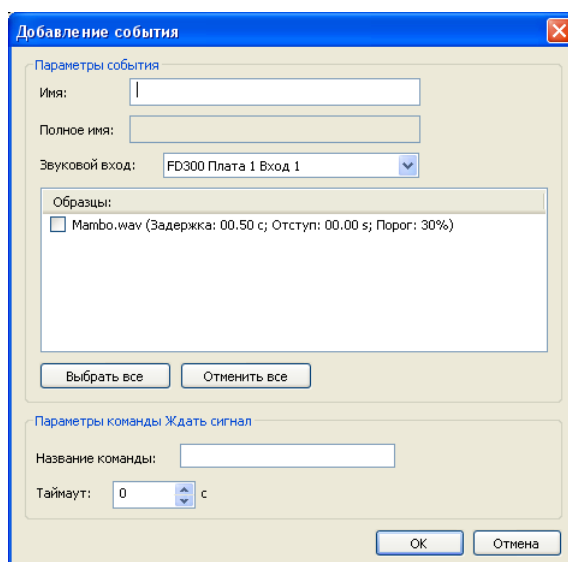 Добавление события
Параметры события
Имя:
Полное имя:
Звуковой вход: FD300 Плата 1 Вход 1
Образцы:
Mambo.wav (Задержка: 00.50 с; Отступ: 00.00 s; Порог: 30%)
Выбрать все Отменить все
Параметры команды Ждать сигнал
Название команды:
Таймаут: 0 с
OK Отмена